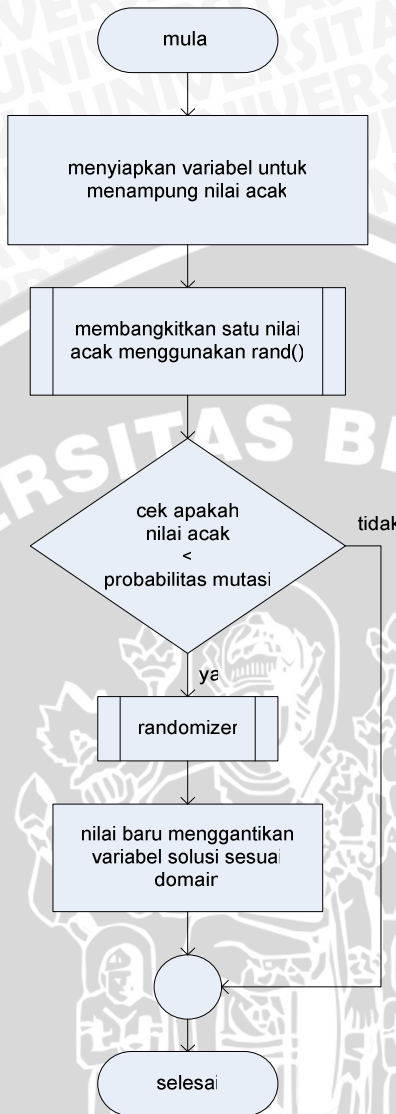 mula
menyiapkan variabel untuk
menampung nilai acak
membangkitkan satu nilai
acak menggunakan rand()
cek apakah
nilai acak
<
probabilitas mutasi
tidak
ya
randomizer
nilai baru menggantikan
variabel solusi sesuai
domain
selesai